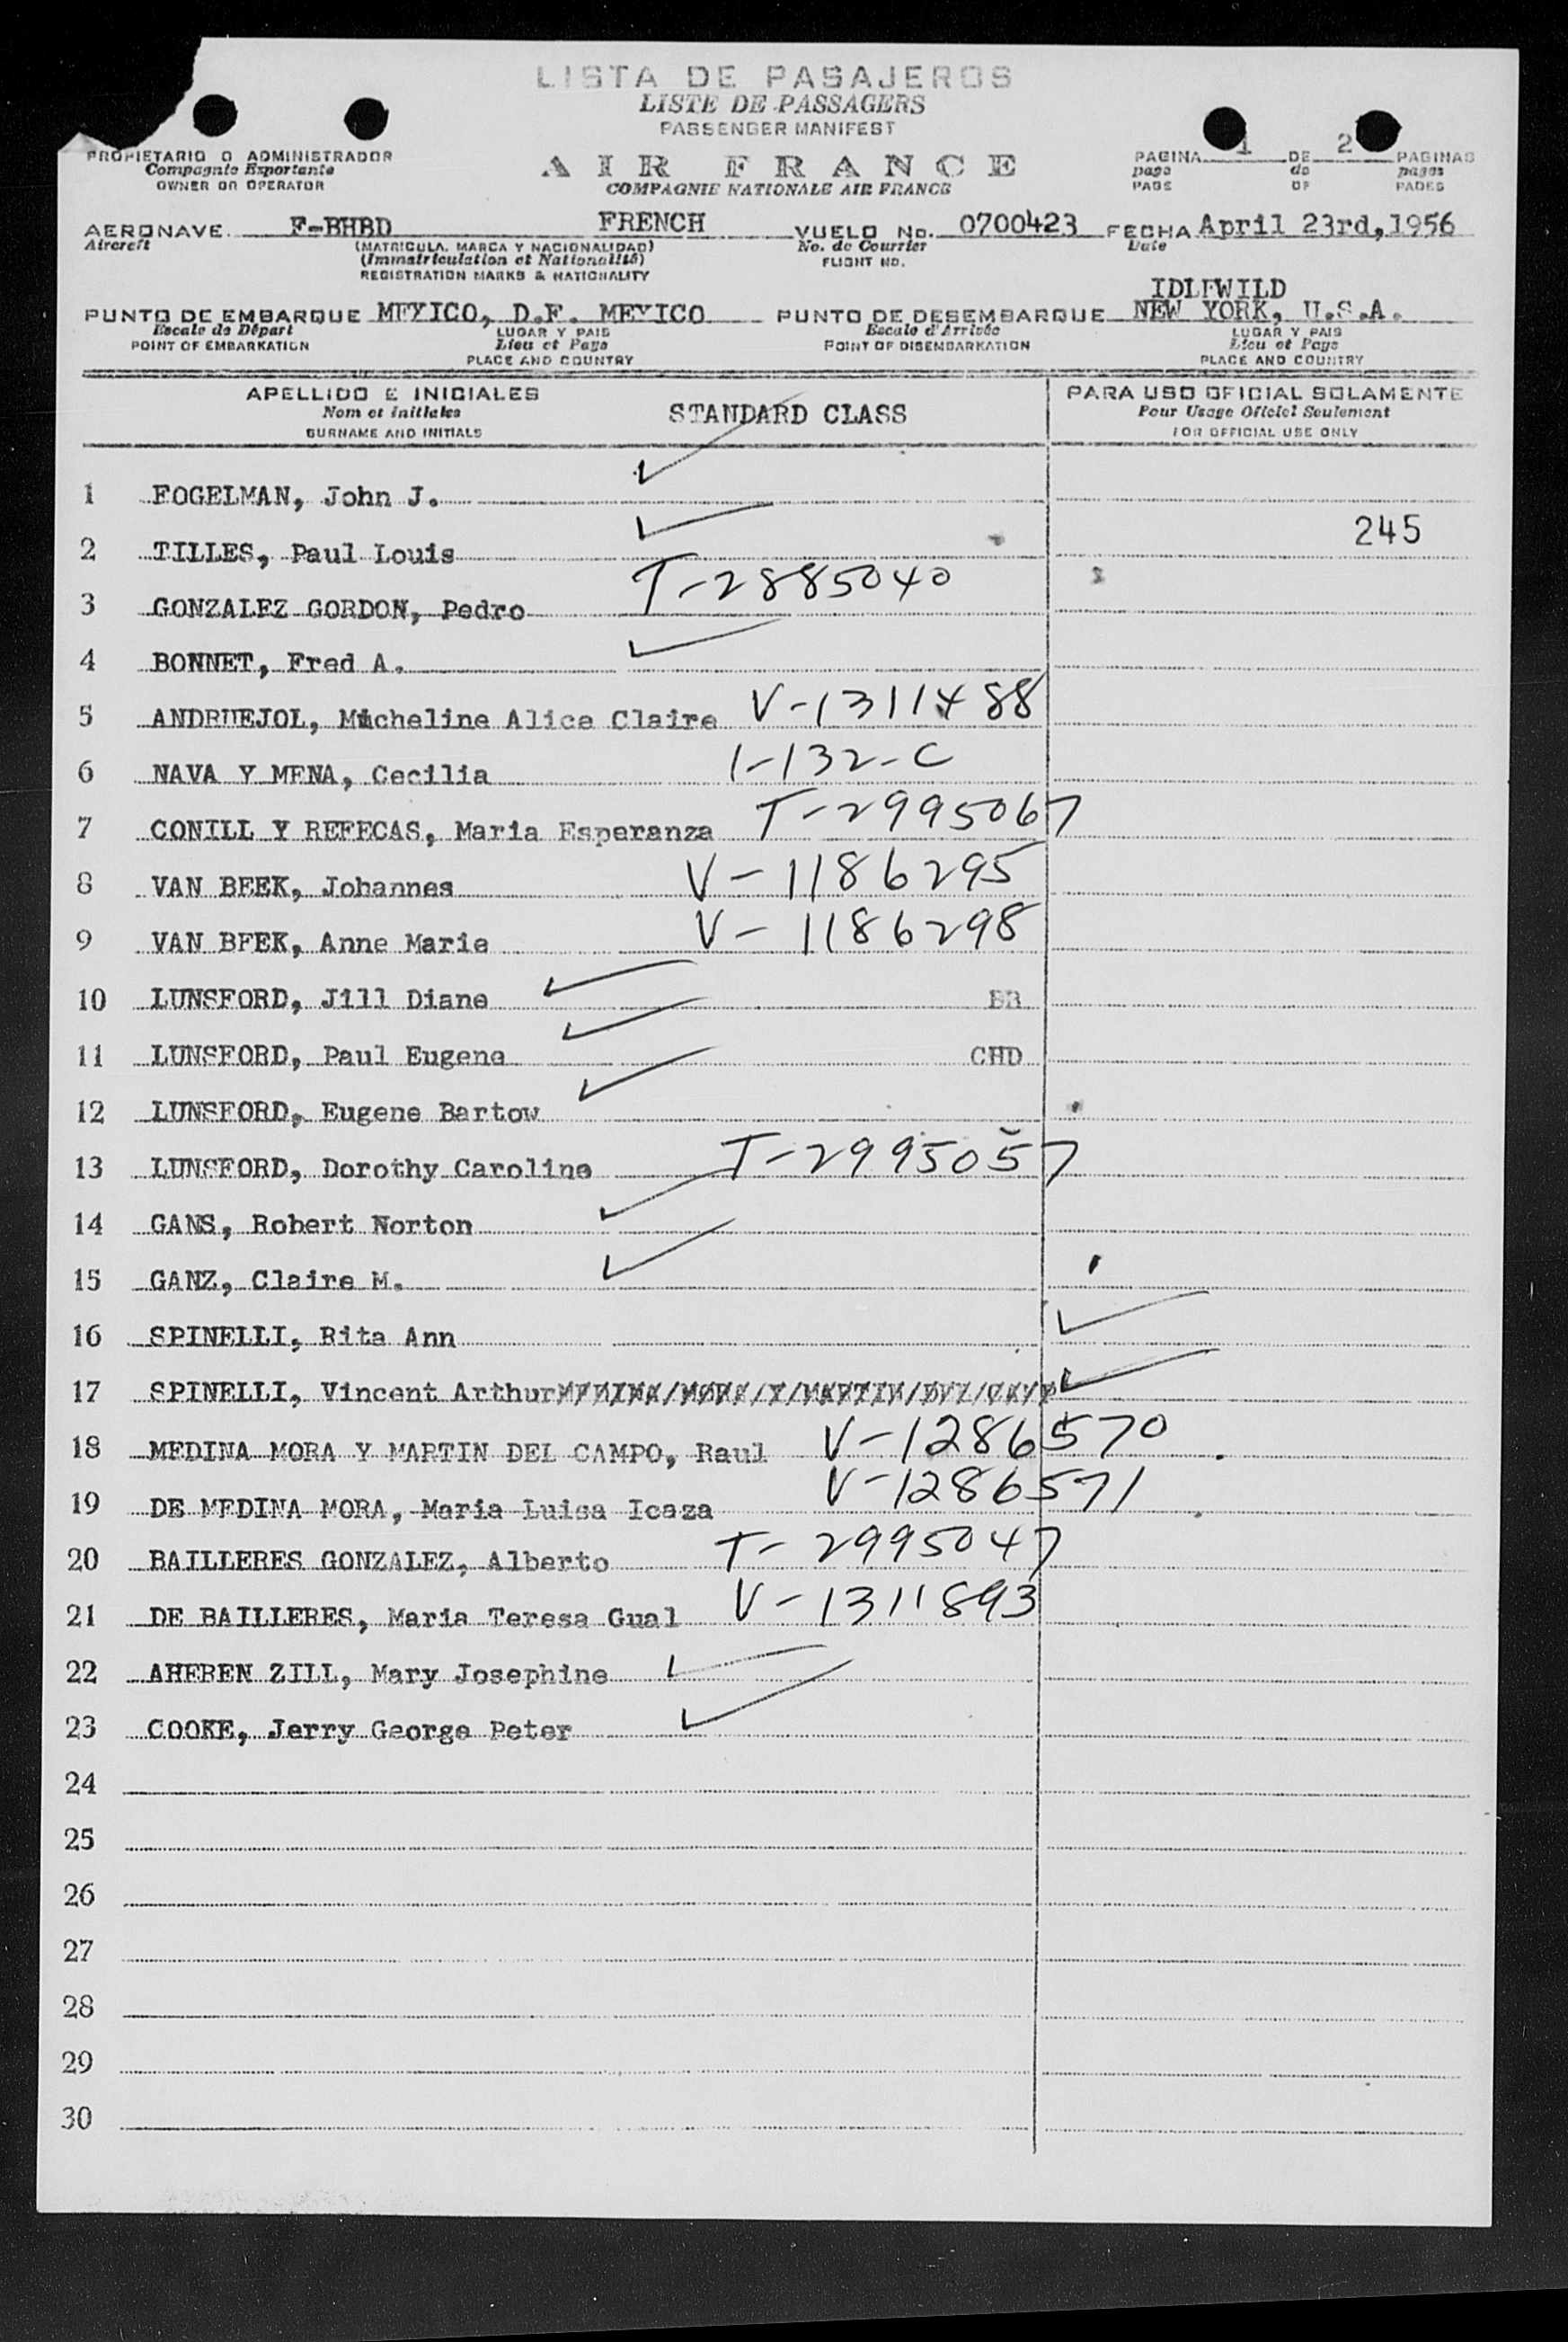 LISTA DE PASAJEROS
LISTE DE PASSAGERS
PASSENGER MANIFEST
PROPIETARIO O ADMINISTRADOR
Compagnie Exportante
OWNER OR OPERATOR
AIR FRANCE
COMPAGNIE NATIONALE AIR FRANCE
PAGINA 1 DE 2 PAGINAS
page de pages
PAGE OF PAGES
AERONAVE F-BHBD FRENCH VUELO No. 0700423 FECHA April 23rd, 1956
Aircraft (MATRICULA, MARCA Y NACIONALIDAD) No. de Courrier Date
(Immatriculation et Nationalité) FLIGHT NO.
REGISTRATION MARKS & NATIONALITY
IDLEWILD
PUNTO DE EMBARQUE MEXICO, D.F. MEXICO PUNTO DE DESEMBARQUE NEW YORK, U.S.A.
Escale de Départ LUGAR Y PAIS Escale d'Arrivée LUGAR Y PAIS
POINT OF EMBARKATION Lieu et Pays POINT OF DISEMBARKATION Lieu et Pays
PLACE AND COUNTRY PLACE AND COUNTRY
APELLIDO E INICIALES PARA USO OFICIAL SOLAMENTE
Nom et initiales STANDARD CLASS Pour Usage Officiel Seulement
SURNAME AND INITIALS FOR OFFICIAL USE ONLY
1 FOGELMAN, John J.
2 TILLES, Paul Louis 245
3 GONZALEZ GORDON, Pedro T-2885040
4 BONNET, Fred A.
5 ANDRUEJOL, Micheline Alice Claire V-1311488
6 NAVA Y MENA, Cecilia 1-132-C
7 CONILL Y REFECAS, Maria Esperanza T-2995067
8 VAN BEEK, Johannes V-1186295
9 VAN BEEK, Anne Marie V-1186298
10 LUNSFORD, Jill Diane BB
11 LUNSFORD, Paul Eugene CHD
12 LUNSFORD, Eugene Bartow
13 LUNSFORD, Dorothy Caroline T-2995057
14 GANS, Robert Norton
15 GANZ, Claire M.
16 SPINELLI, Rita Ann
17 SPINELLI, Vincent Arthur
18 MEDINA MORA Y MARTIN DEL CAMPO, Raul V-1286570
19 DE MEDINA MORA, Maria Luisa Icaza V-1286571
20 BAILLERES GONZALEZ, Alberto T-2995047
21 DE BAILLERES, Maria Teresa Gual V-1311893
22 AHEREN ZILL, Mary Josephine
23 COOKE, Jerry George Peter
24
25
26
27
28
29
30